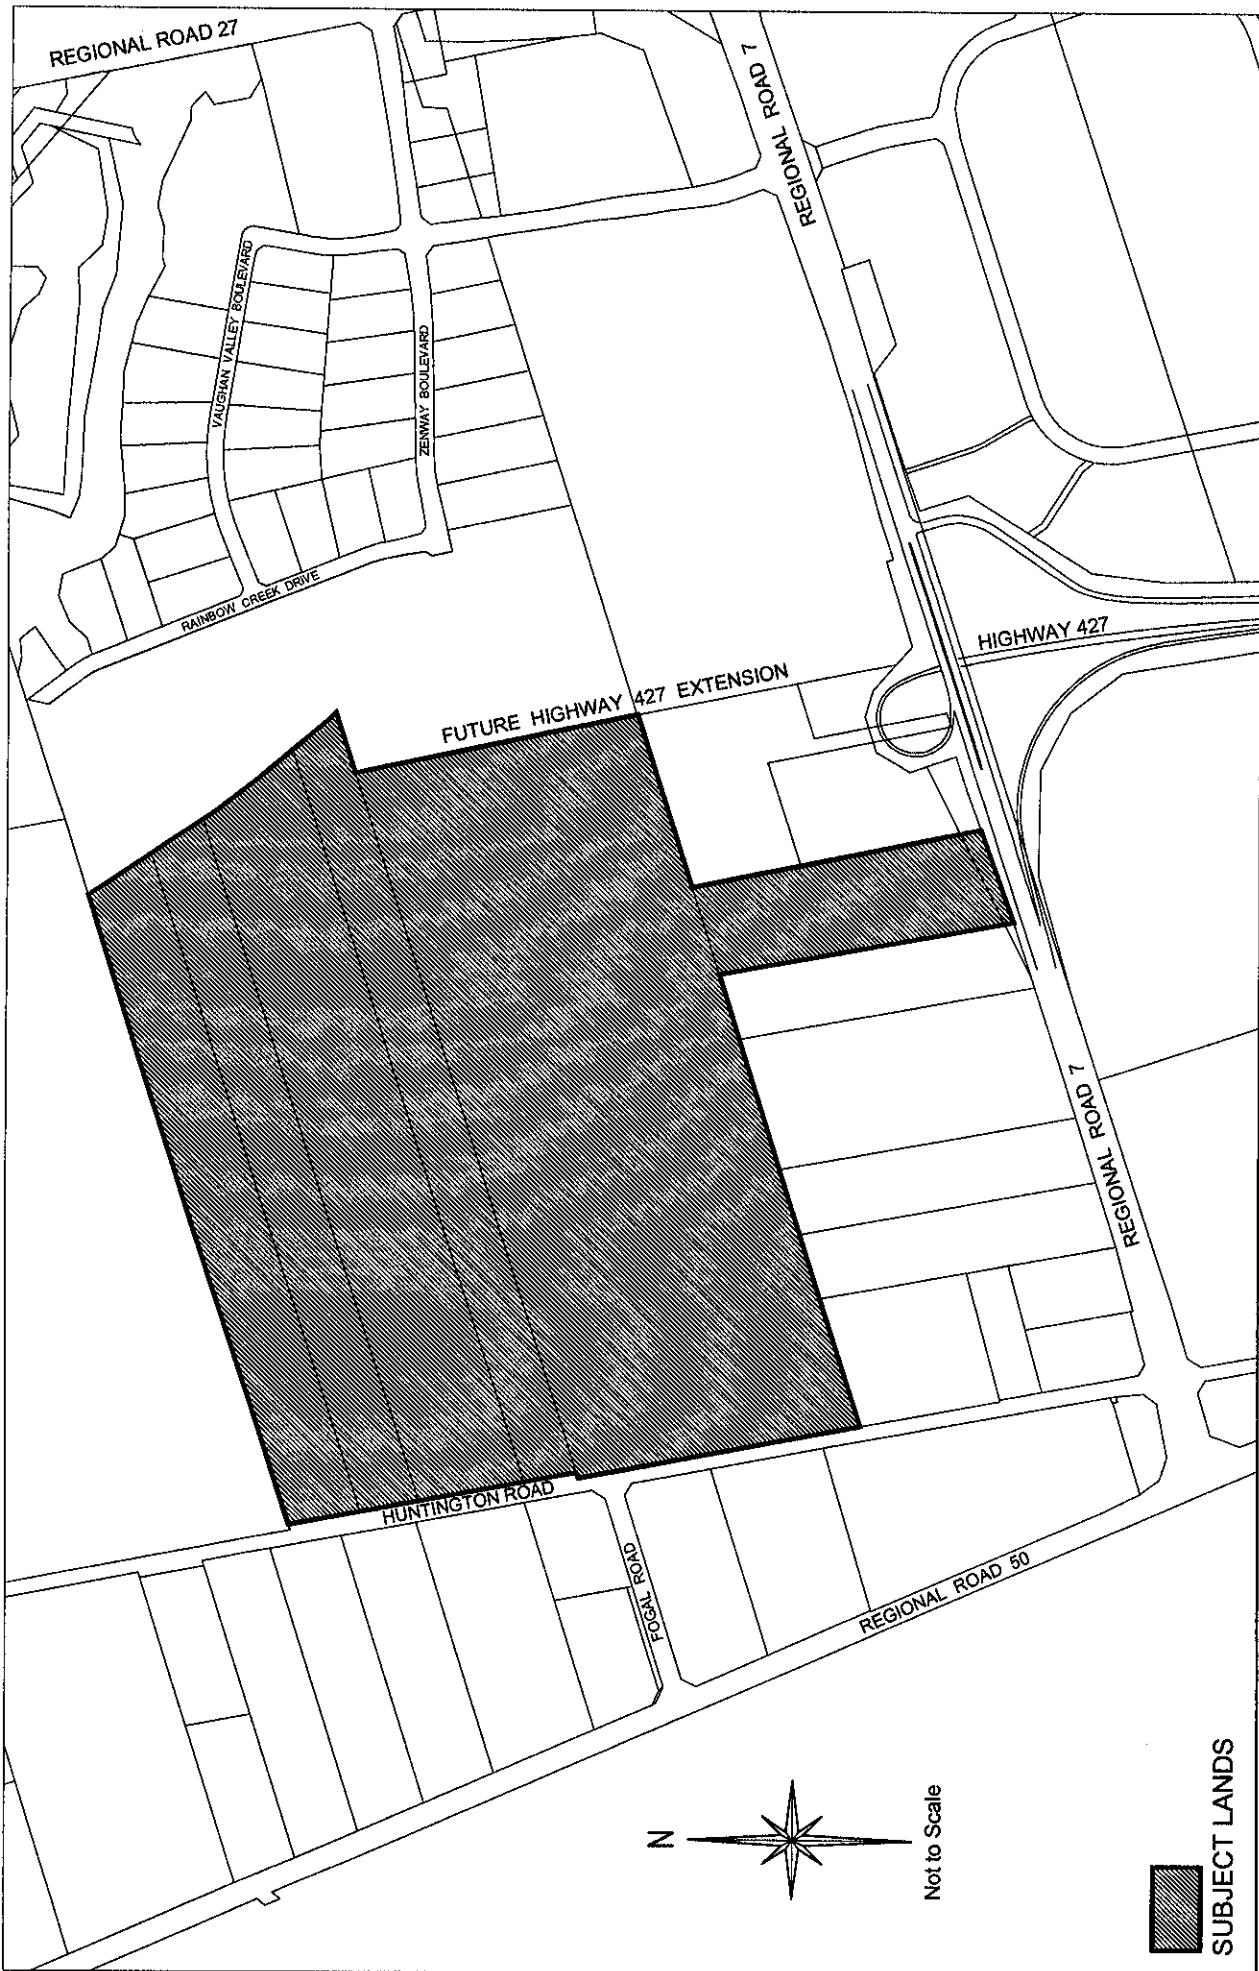 REGIONAL ROAD 27
REGIONAL ROAD 7
VAUGHAN VALLEY BOULEVARD
ZENWAY BOULEVARD
RAINBOW CREEK DRIVE
HIGHWAY 427
FUTURE HIGHWAY 427 EXTENSION
REGIONAL ROAD 7
HUNTINGTON ROAD
FOGAL ROAD
REGIONAL ROAD 50
N
Not to Scale
SUBJECT LANDS